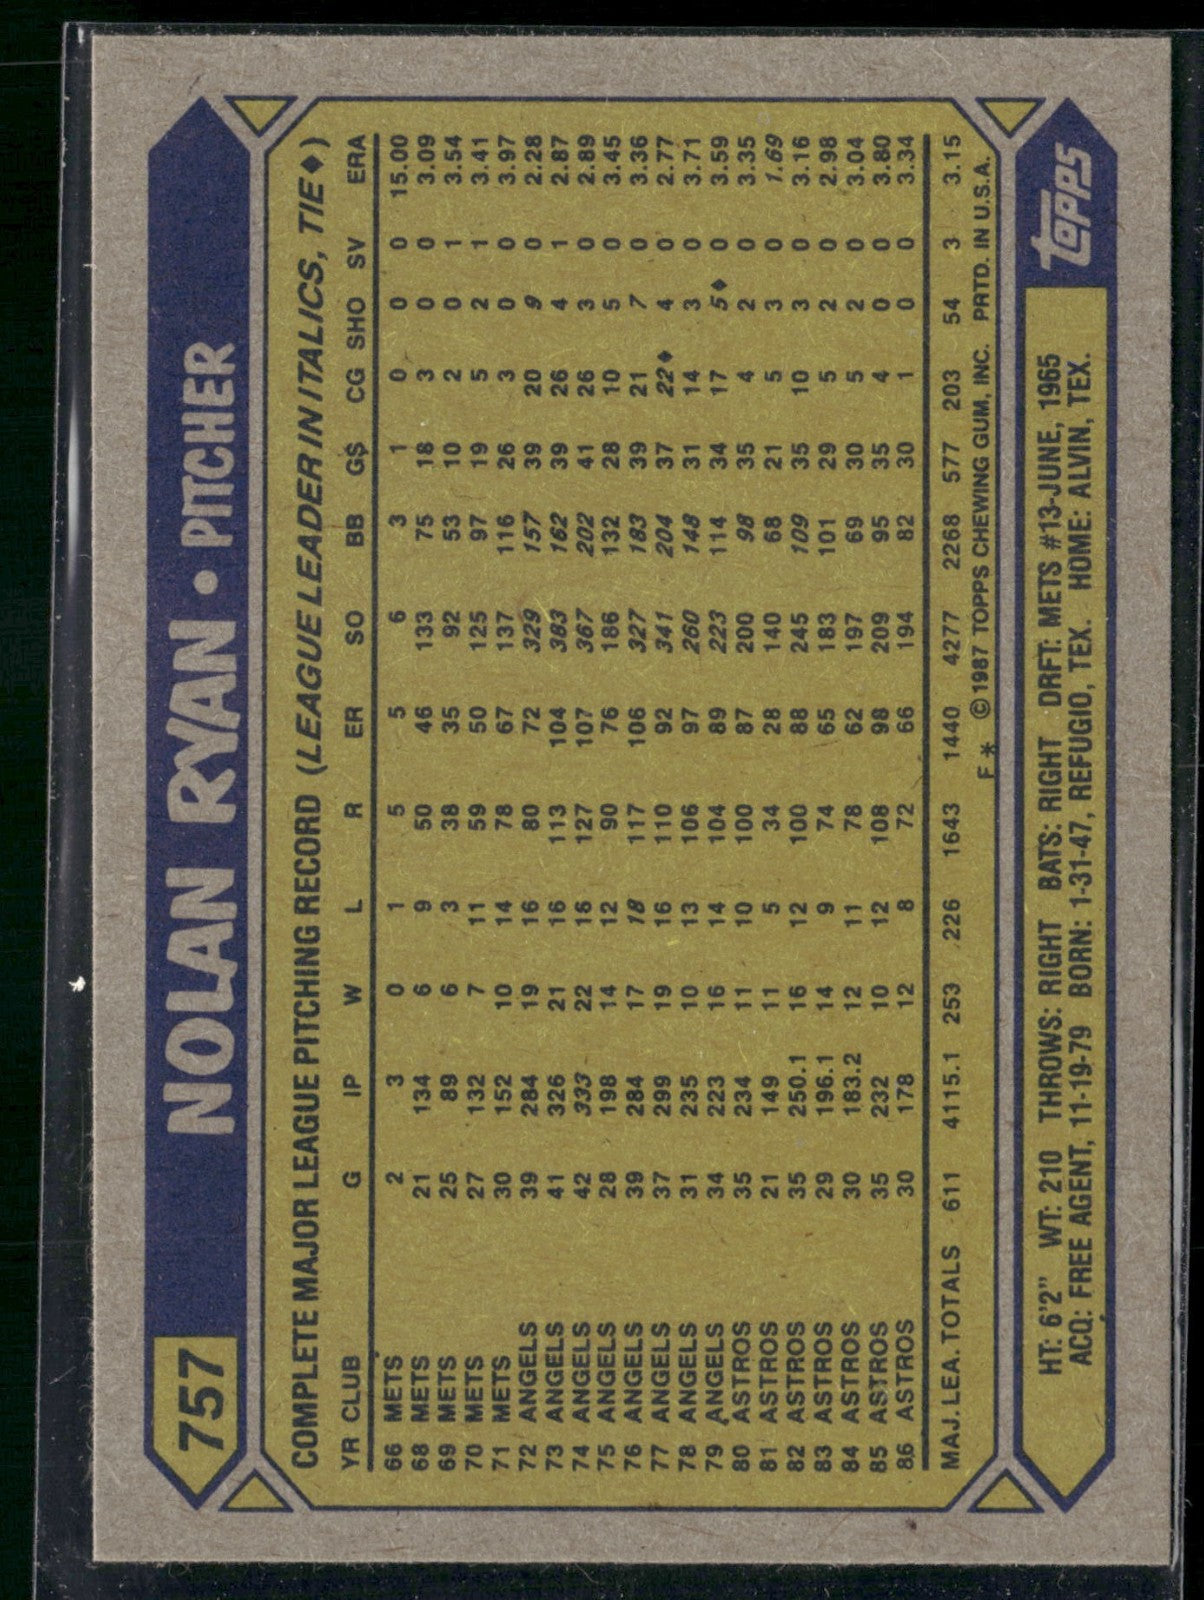 757 NOLAN RYAN • PITCHER
COMPLETE MAJOR LEAGUE PITCHING RECORD (LEAGUE LEADER IN ITALICS, TIE ♦)
YR CLUB G IP W L R ER SO BB GS CG SHO SV ERA
66 METS 2 3 0 1 5 5 6 3 1 0 0 0 15.00
68 METS 21 134 6 9 50 46 133 75 18 3 0 0 3.09
69 METS 25 89 6 3 38 35 92 53 10 2 0 1 3.54
70 METS 27 132 7 11 59 50 125 97 19 5 2 1 3.41
71 METS 30 152 10 14 78 67 137 116 26 3 0 0 3.97
72 ANGELS 39 284 19 16 80 72 329 157 39 20 9 0 2.28
73 ANGELS 41 326 21 16 113 104 383 162 39 26 4 1 2.87
74 ANGELS 42 333 22 16 127 107 367 202 41 26 3 0 2.89
75 ANGELS 28 198 14 12 90 76 186 132 28 10 5 0 3.45
76 ANGELS 39 284 17 18 117 106 327 183 39 21 7 0 3.36
77 ANGELS 37 299 19 16 110 92 341 204 37 22♦ 4 0 2.77
78 ANGELS 31 235 10 13 106 97 260 148 31 14 3 0 3.71
79 ANGELS 34 223 16 14 104 89 223 114 34 17 5♦ 0 3.59
80 ASTROS 35 234 11 10 100 87 200 98 35 4 2 0 3.35
81 ASTROS 21 149 11 5 34 28 140 68 21 5 3 0 1.69
82 ASTROS 35 250.1 16 12 100 88 245 109 35 10 3 0 3.16
83 ASTROS 29 196.1 14 9 74 65 183 101 29 5 2 0 2.98
84 ASTROS 30 183.2 12 11 78 62 197 69 30 5 2 0 3.04
85 ASTROS 35 232 10 12 108 98 209 95 35 4 0 0 3.80
86 ASTROS 30 178 12 8 72 66 194 82 30 1 0 0 3.34
MAJ. LEA. TOTALS 611 4115.1 253 226 1643 1440 4277 2268 577 203 54 3 3.15
F* ©1987 TOPPS CHEWING GUM, INC. PRTD. IN U.S.A.
HT: 6'2" WT: 210 THROWS: RIGHT BATS: RIGHT DRFT: METS #13-JUNE, 1965
ACQ: FREE AGENT, 11-19-79 BORN: 1-31-47, REFUGIO, TEX. HOME: ALVIN, TEX.
topps